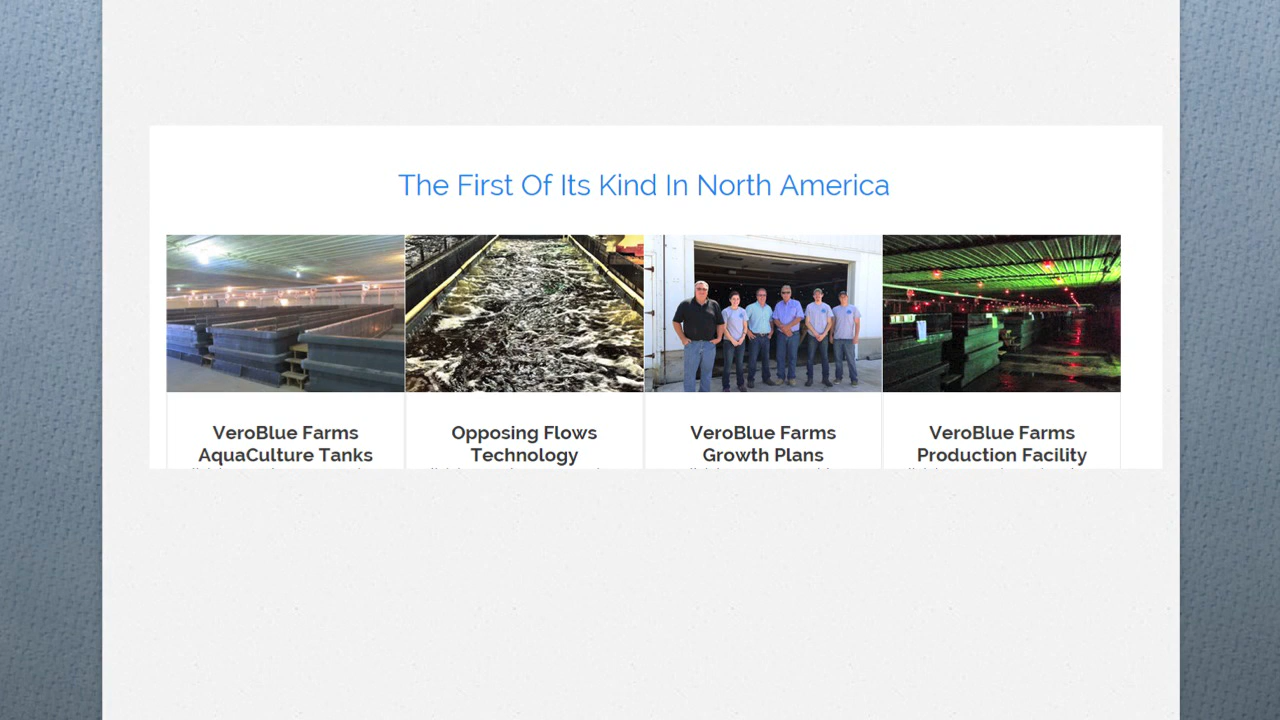 The First Of Its Kind In North America
VeroBlue Farms
AquaCulture Tanks
Opposing Flows
Technology
VeroBlue Farms
Growth Plans
VeroBlue Farms
Production Facility